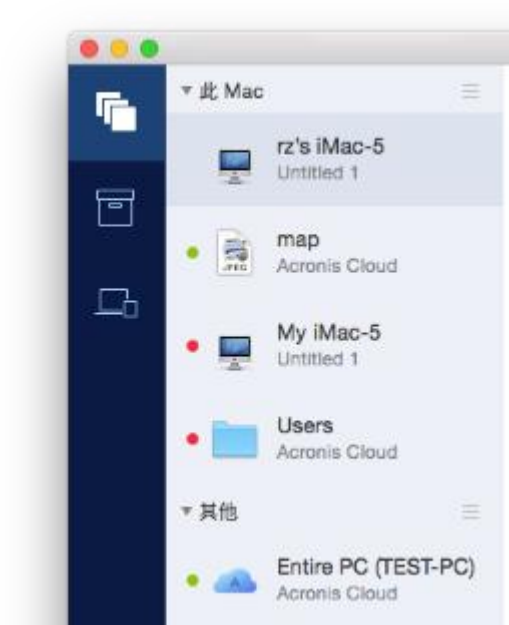 此 Mac
rz's iMac-5
Untitled 1
JPEG
map
Acronis Cloud
My iMac-5
Untitled 1
Users
Acronis Cloud
其他
Entire PC (TEST-PC)
Acronis Cloud